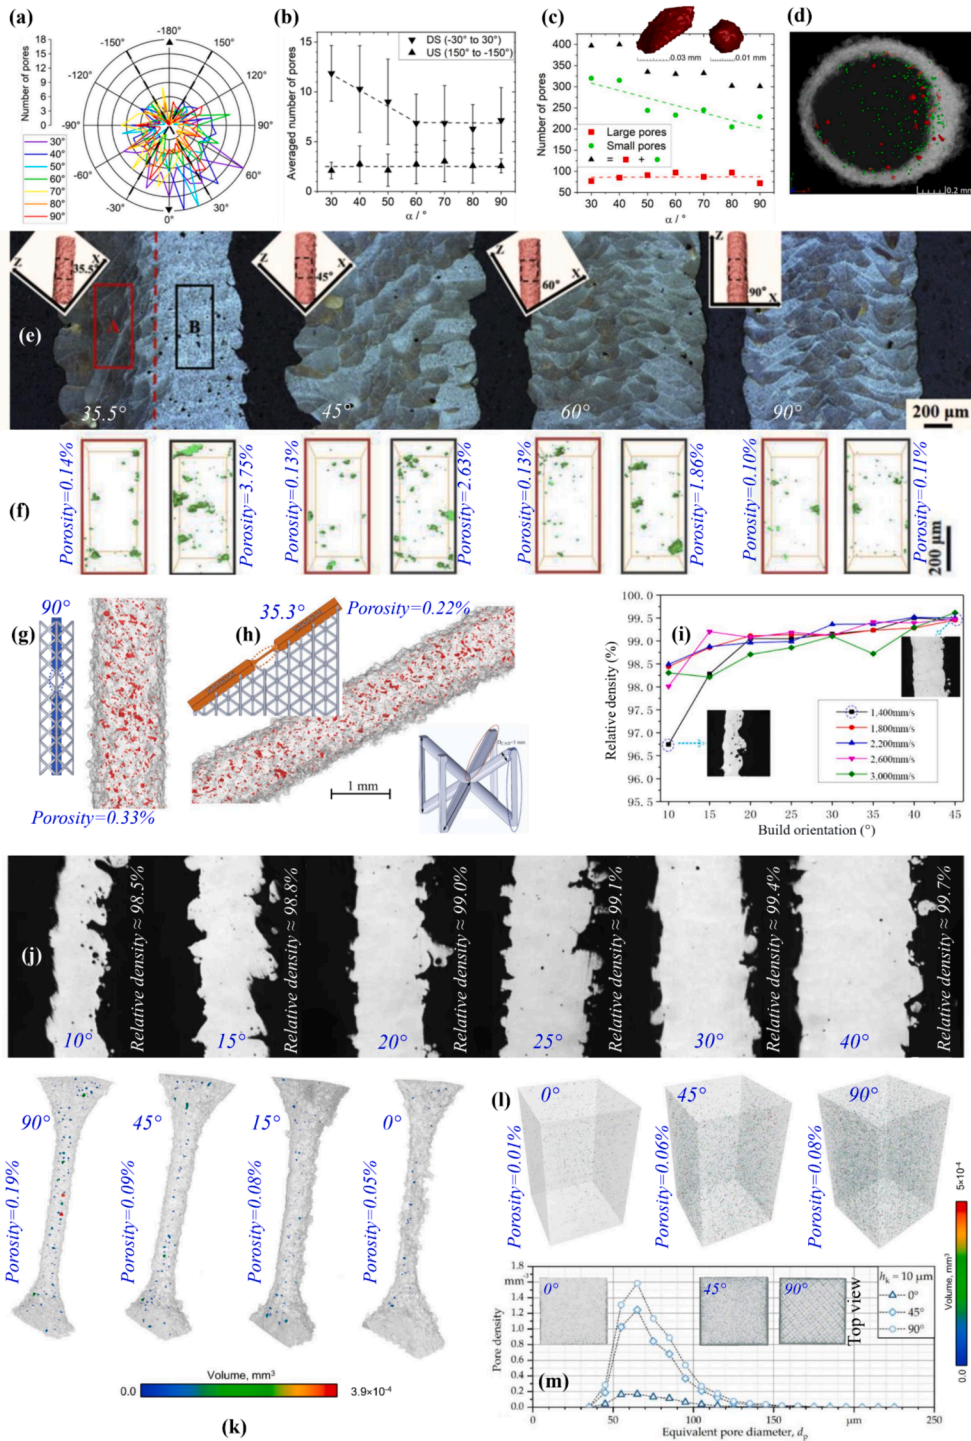 (a)
Number of pores
18
15
12
9
6
3
0
-180°
-150°
150°
-120°
120°
-90°
90°
-60°
60°
-30°
30°
0°
30°
40°
50°
60°
70°
80°
90°
(b)
Averaged number of pores
15
10
5
0
DS (-30° to 30°)
US (150° to -150°)
30 40 50 60 70 80 90
α / °
(c)
Number of pores
400
350
300
250
200
150
100
50
0.03 mm
0.01 mm
Large pores
Small pores
= +
30 40 50 60 70 80 90
α / °
(d)
0.2 mm
(e)
Z X
35.5°
A
B
35.5°
Z X
45°
45°
Z X
60°
60°
Z
X
90°
90°
200 μm
(f)
Porosity=0.14%
Porosity=3.75%
Porosity=0.13%
Porosity=2.63%
Porosity=0.13%
Porosity=1.86%
Porosity=0.10%
Porosity=0.11%
200 μm
(g)
90°
Porosity=0.33%
(h)
35.3°
Porosity=0.22%
1 mm
(i)
Relative density (%)
99.5
99.0
98.5
98.0
97.5
97.0
96.5
96.0
95.5
1,400mm/s
1,800mm/s
2,200mm/s
2,600mm/s
3,000mm/s
10 15 20 25 30 35 40 45
Build orientation (°)
(j)
10°
Relative density ≈ 98.5%
15°
Relative density ≈ 98.8%
20°
Relative density ≈ 99.0%
25°
Relative density ≈ 99.1%
30°
Relative density ≈ 99.4%
40°
Relative density ≈ 99.7%
90°
Porosity=0.19%
45°
Porosity=0.09%
15°
Porosity=0.08%
0°
Porosity=0.05%
Volume, mm³
0.0
3.9×10⁻⁴
(k)
(l)
0°
Porosity=0.01%
45°
Porosity=0.06%
90°
Porosity=0.08%
5×10⁻⁴
Volume, mm³
0.0
Pore density
1.8
mm⁻³
1.4
1.2
1.0
0.8
0.6
0.4
0.2
0.0
0°
45°
90°
Top view
hk = 10 μm
0°
45°
90°
(m)
0 50 100 150 μm 250
Equivalent pore diameter, dp